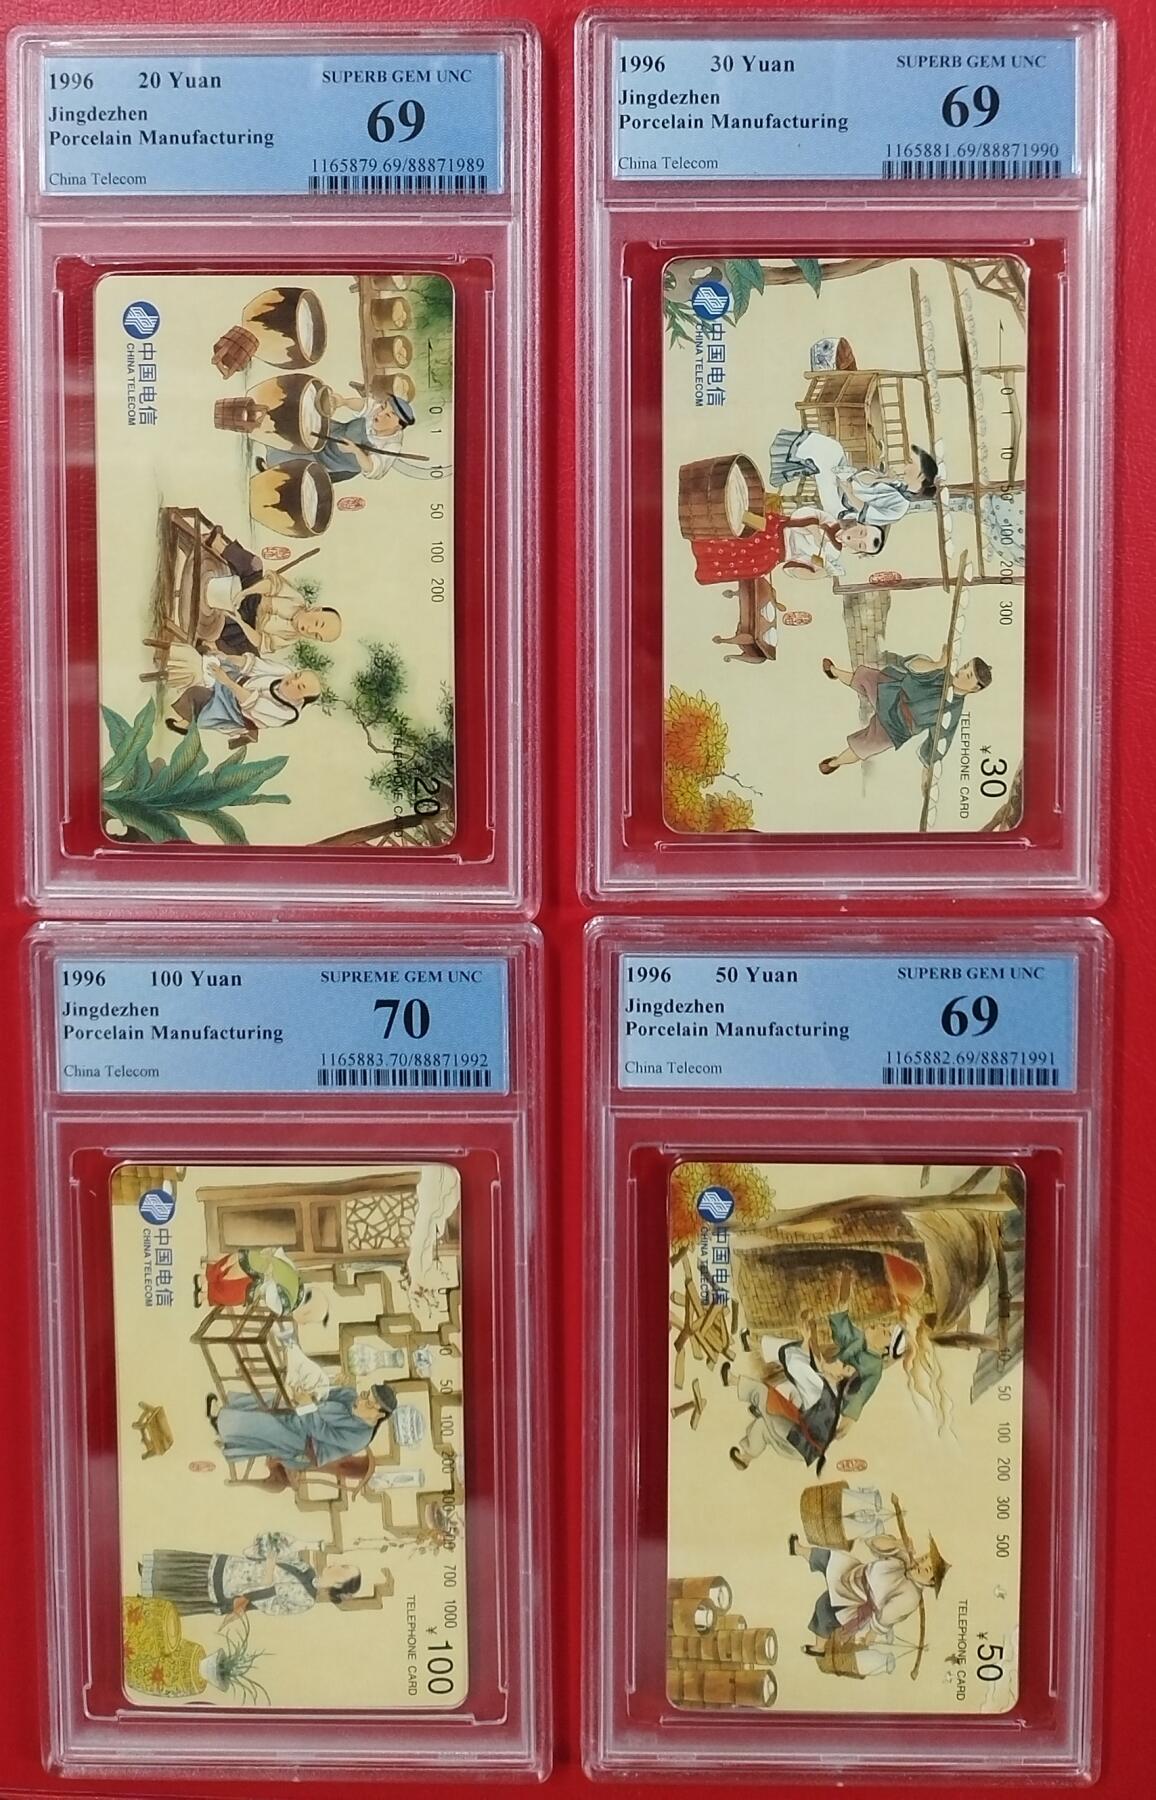 1996 20 Yuan SUPERB GEM UNC
Jingdezhen 69
Porcelain Manufacturing
1165879.69/88871989
China Telecom
中国电信
CHINA TELECOM
0 1 10 50 100 200
20
TELEPHONE CARD
1996 30 Yuan SUPERB GEM UNC
Jingdezhen 69
Porcelain Manufacturing
1165881.69/88871990
China Telecom
中国电信
CHINA TELECOM
0 1 10 50 100 200 300
¥30
TELEPHONE CARD
1996 100 Yuan SUPREME GEM UNC
Jingdezhen 70
Porcelain Manufacturing
1165883.70/88871992
China Telecom
中国电信
CHINA TELECOM
50 100 200 300 500 700 1000
¥100
TELEPHONE CARD
1996 50 Yuan SUPERB GEM UNC
Jingdezhen 69
Porcelain Manufacturing
1165882.69/88871991
China Telecom
中国电信
CHINA TELECOM
10 50 100 200 300 500
¥50
TELEPHONE CARD